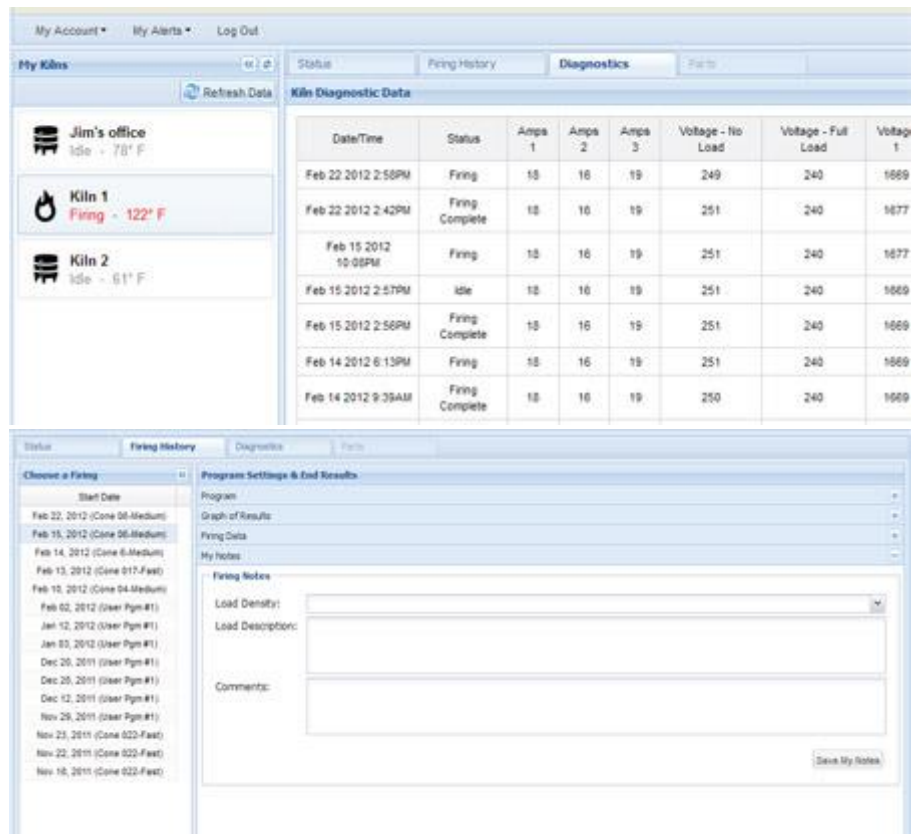 My Account My Alerts Log Out
My Kilns
Refresh Data
Jim's office
Idle - 78° F
Kiln 1
Firing - 122° F
Kiln 2
Idle - 61° F
Status Firing History Diagnostics Parts
Kiln Diagnostic Data
Date/Time Status Amps 1 Amps 2 Amps 3 Voltage - No Load Voltage - Full Load Voltage 1
Feb 22 2012 2:58PM Firing 18 16 19 249 240 1669
Feb 22 2012 2:42PM Firing Complete 18 16 19 251 240 1677
Feb 15 2012 10:08PM Firing 18 16 19 251 240 1677
Feb 15 2012 2:57PM Idle 18 16 19 251 240 1669
Feb 15 2012 2:56PM Firing Complete 18 16 19 251 240 1669
Feb 14 2012 6:13PM Firing 18 16 19 251 240 1669
Feb 14 2012 9:39AM Firing Complete 18 16 19 250 240 1669
Status Firing History Diagnostics Parts
Choose a Firing
Start Date
Feb 22, 2012 (Cone 06-Medium)
Feb 15, 2012 (Cone 06-Medium)
Feb 14, 2012 (Cone 6-Medium)
Feb 13, 2012 (Cone 017-Fast)
Feb 10, 2012 (Cone 04-Medium)
Feb 02, 2012 (User Pgm #1)
Jan 12, 2012 (User Pgm #1)
Jan 03, 2012 (User Pgm #1)
Dec 20, 2011 (User Pgm #1)
Dec 20, 2011 (User Pgm #1)
Dec 12, 2011 (User Pgm #1)
Nov 29, 2011 (User Pgm #1)
Nov 23, 2011 (Cone 022-Fast)
Nov 22, 2011 (Cone 022-Fast)
Nov 18, 2011 (Cone 022-Fast)
Program Settings & End Results
Program
Graph of Results
Firing Data
My Notes
Firing Notes
Load Density:
Load Description:
Comments:
Save My Notes